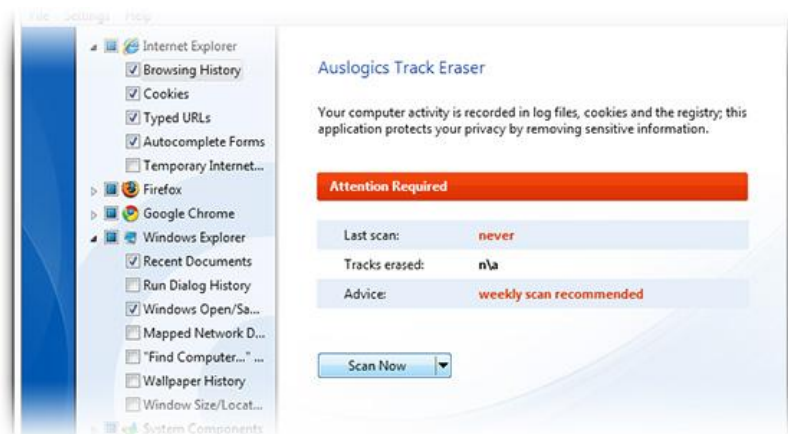 File Settings Help
Internet Explorer
Browsing History
Cookies
Typed URLs
Autocomplete Forms
Temporary Internet...
Firefox
Google Chrome
Windows Explorer
Recent Documents
Run Dialog History
Windows Open/Sa...
Mapped Network D...
"Find Computer..." ...
Wallpaper History
Window Size/Locat...
System Components
Auslogics Track Eraser
Your computer activity is recorded in log files, cookies and the registry; this
application protects your privacy by removing sensitive information.
Attention Required
Last scan: never
Tracks erased: n\a
Advice: weekly scan recommended
Scan Now